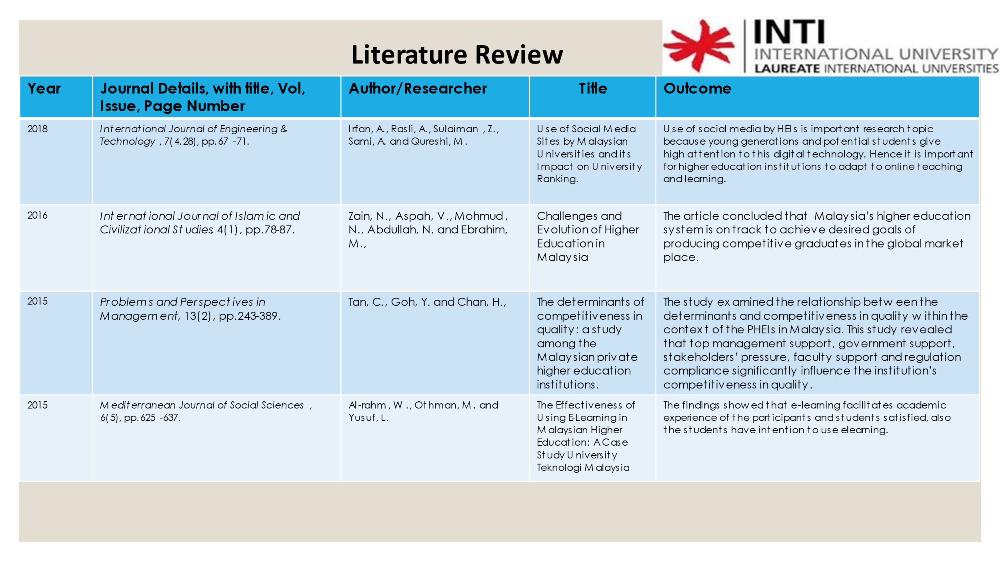 Literature Review
INTI
INTERNATIONAL UNIVERSITY
LAUREATE INTERNATIONAL UNIVERSITIES
Year
Journal Details, with title, Vol,
Issue, Page Number
Author/Researcher
Title
Outcome
2018
International Journal of Engineering &
Technology , 7(4.28), pp.67 -71.
Irfan, A., Rasli, A., Sulaiman , Z.,
Sami, A. and Qureshi, M.
Use of Social Media
Sites by Malaysian
Universities and its
Impact on University
Ranking.
Use of social media by HEIs is important research topic
because young generations and potential students give
high attention to this digital technology. Hence it is important
for higher education institutions to adapt to online teaching
and learning.
2016
International Journal of Islamic and
Civilizational Studies, 4(1), pp.78-87.
Zain, N., Aspah, V., Mohmud,
N., Abdullah, N. and Ebrahim,
M.,
Challenges and
Evolution of Higher
Education in
Malaysia
The article concluded that Malaysia's higher education
system is on track to achieve desired goals of
producing competitive graduates in the global market
place.
2015
Problems and Perspectives in
Management, 13(2), pp.243-389.
Tan, C., Goh, Y. and Chan, H.,
The determinants of
competitiveness in
quality: a study
among the
Malaysian private
higher education
institutions.
The study examined the relationship between the
determinants and competitiveness in quality within the
context of the PHEIs in Malaysia. This study revealed
that top management support, government support,
stakeholders' pressure, faculty support and regulation
compliance significantly influence the institution's
competitiveness in quality.
2015
Mediterranean Journal of Social Sciences ,
6(5), pp.625 -637.
Al-rahm, W., Othman, M. and
Yusuf, L.
The Effectiveness of
Using E-Learning in
Malaysian Higher
Education: A Case
Study University
Teknologi Malaysia
The findings showed that e-learning facilitates academic
experience of the participants and students satisfied, also
the students have intention to use elearning.